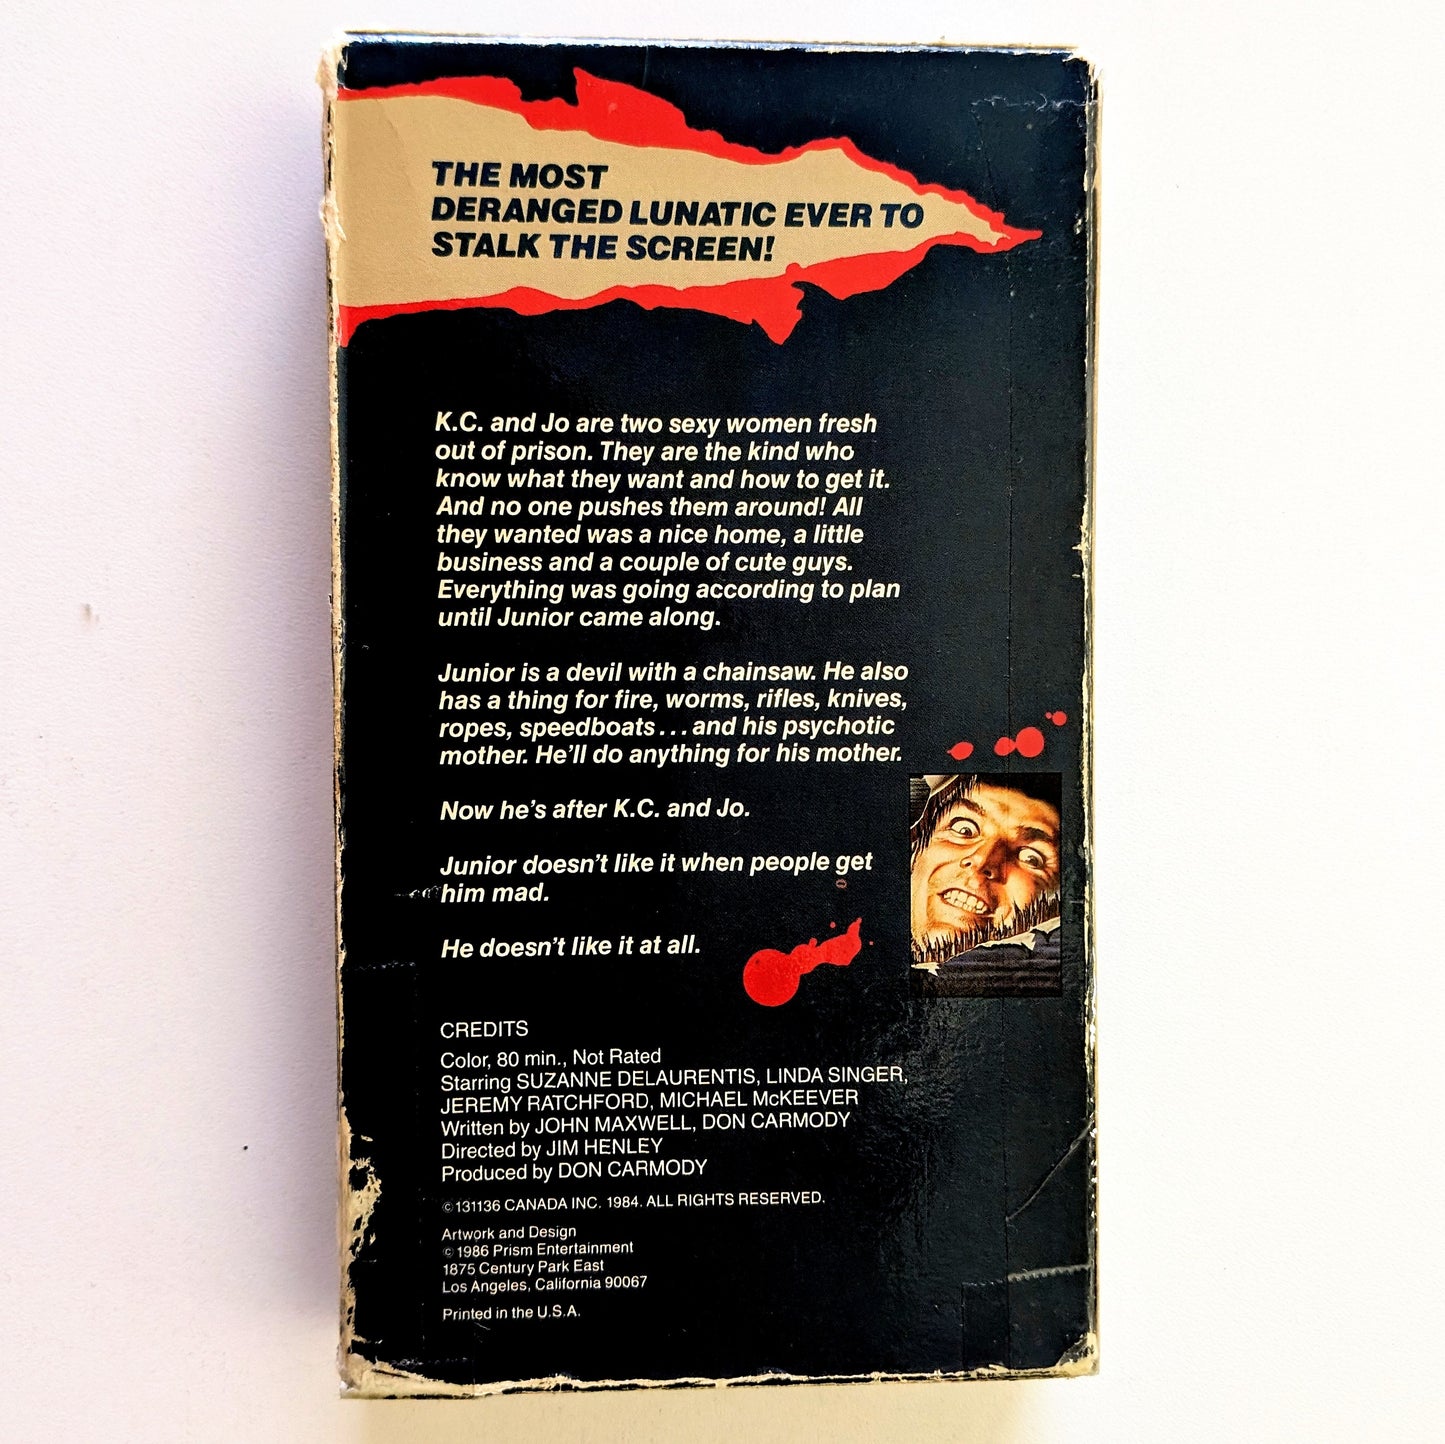 THE MOST
DERANGED LUNATIC EVER TO
STALK THE SCREEN!
K.C. and Jo are two sexy women fresh
out of prison. They are the kind who
know what they want and how to get it.
And no one pushes them around! All
they wanted was a nice home, a little
business and a couple of cute guys.
Everything was going according to plan
until Junior came along.
Junior is a devil with a chainsaw. He also
has a thing for fire, worms, rifles, knives,
ropes, speedboats...and his psychotic
mother. He'll do anything for his mother.
Now he's after K.C. and Jo.
Junior doesn't like it when people get
him mad.
He doesn't like it at all.
CREDITS
Color, 80 min., Not Rated
Starring SUZANNE DELAURENTIS, LINDA SINGER,
JEREMY RATCHFORD, MICHAEL McKEEVER
Written by JOHN MAXWELL, DON CARMODY
Directed by JIM HENLEY
Produced by DON CARMODY
© 131136 CANADA INC. 1984. ALL RIGHTS RESERVED.
Artwork and Design
© 1986 Prism Entertainment
1875 Century Park East
Los Angeles, California 90067
Printed in the U.S.A.